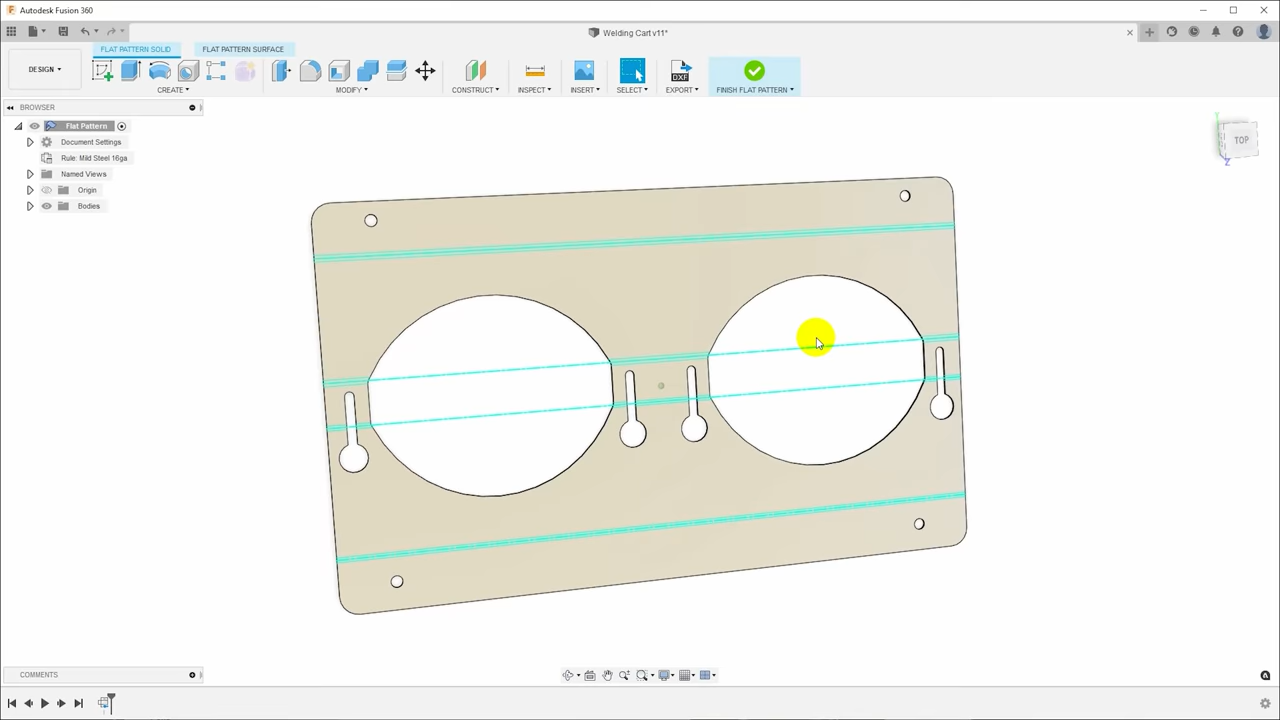 Autodesk Fusion 360
Welding Cart v11*
FLAT PATTERN SOLID
FLAT PATTERN SURFACE
DESIGN
CREATE
MODIFY
CONSTRUCT
INSPECT
INSERT
SELECT
DXF
EXPORT
FINISH FLAT PATTERN
BROWSER
Flat Pattern
Document Settings
Rule: Mild Steel 16ga
Named Views
Origin
Bodies
TOP
Y
Z
COMMENTS